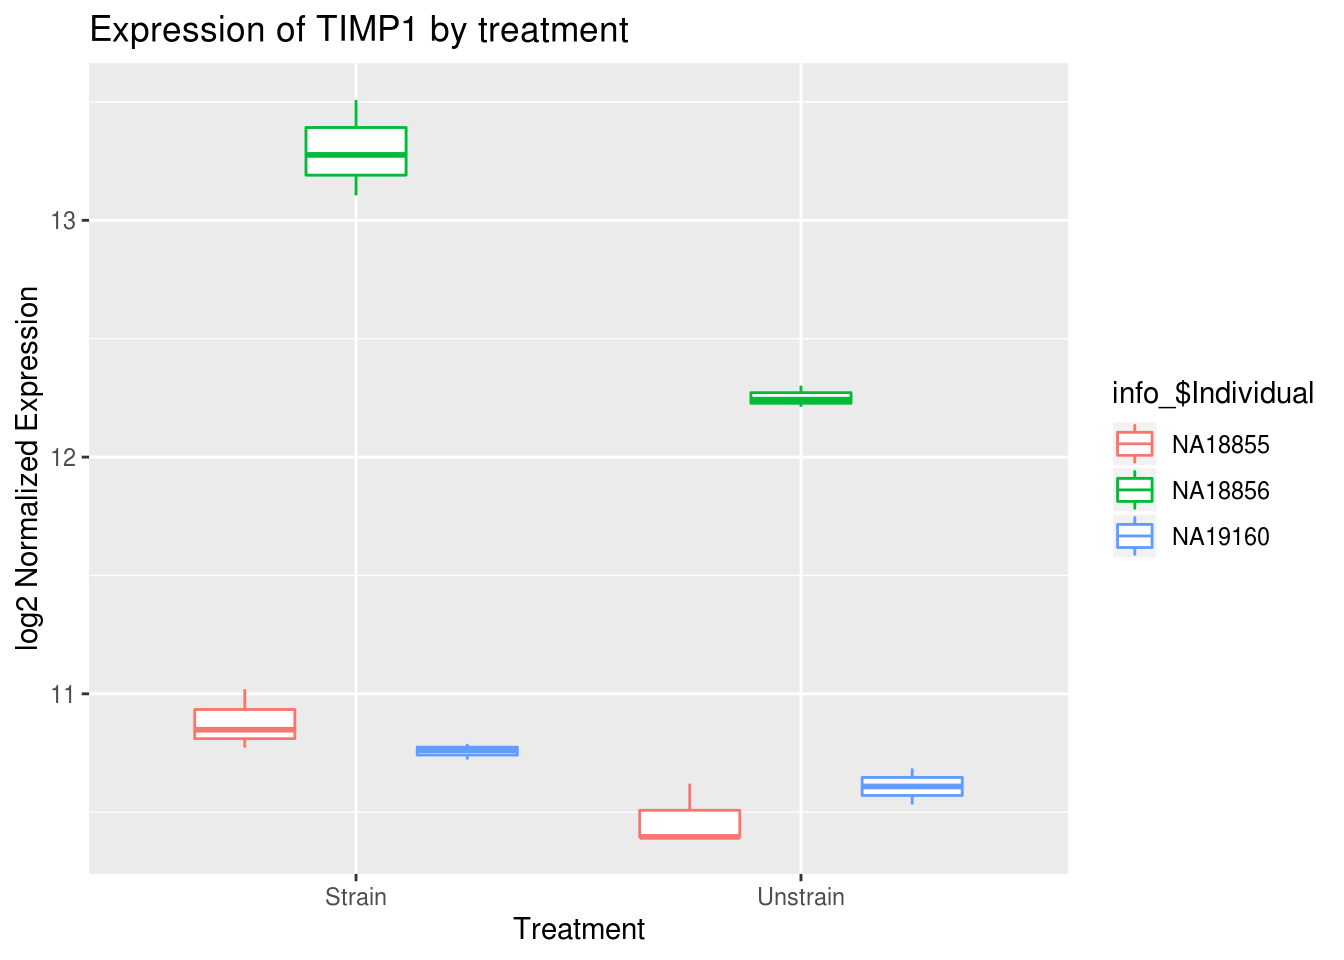 Expression of TIMP1 by treatment
13
12
11
log2 Normalized Expression
Strain
Unstrain
Treatment
info_$Individual
NA18855
NA18856
NA19160